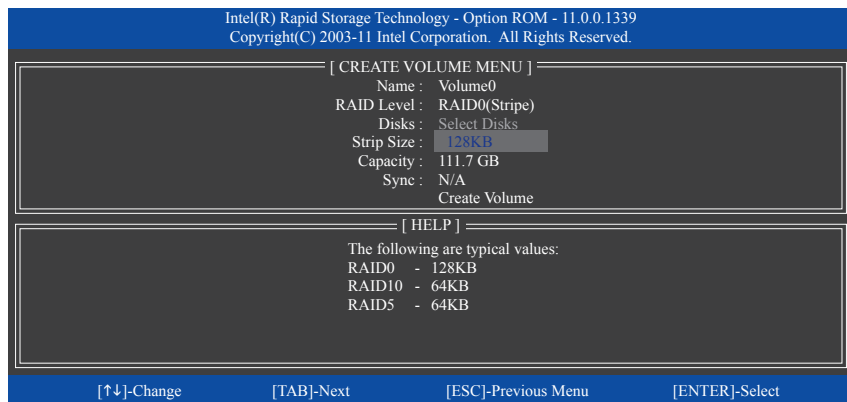 Intel(R) Rapid Storage Technology - Option ROM - 11.0.0.1339
Copyright(C) 2003-11 Intel Corporation. All Rights Reserved.
[ CREATE VOLUME MENU ]
Name : Volume0
RAID Level : RAID0(Stripe)
Disks : Select Disks
Strip Size : 128KB
Capacity : 111.7 GB
Sync : N/A
Create Volume
[ HELP ]
The following are typical values:
RAID0 - 128KB
RAID10 - 64KB
RAID5 - 64KB
[↑↓]-Change [TAB]-Next [ESC]-Previous Menu [ENTER]-Select